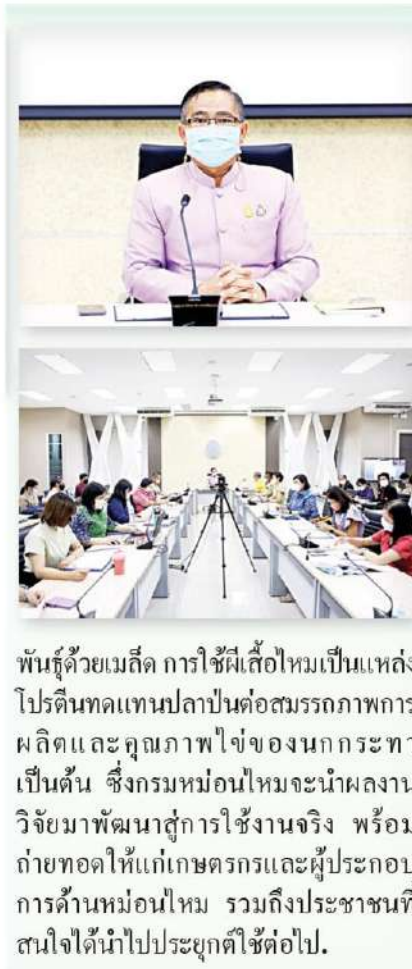 พันธุ์ด้วยเมล็ด การใช้ผีเสื้อไหมเป็นแหล่ง
โปรตีนทดแทนปลาป่นต่อสมรรถภาพการ
ผลิตและคุณภาพไข่ของนกกระทา
เป็นต้น ซึ่งกรมหม่อนไหมจะนำผลงาน
วิจัยมาพัฒนาสู่การใช้งานจริง พร้อม
ถ่ายทอดให้แก่เกษตรกรและผู้ประกอบ
การด้านหม่อนไหม รวมถึงประชาชนที่
สนใจได้นำไปประยุกต์ใช้ต่อไป.